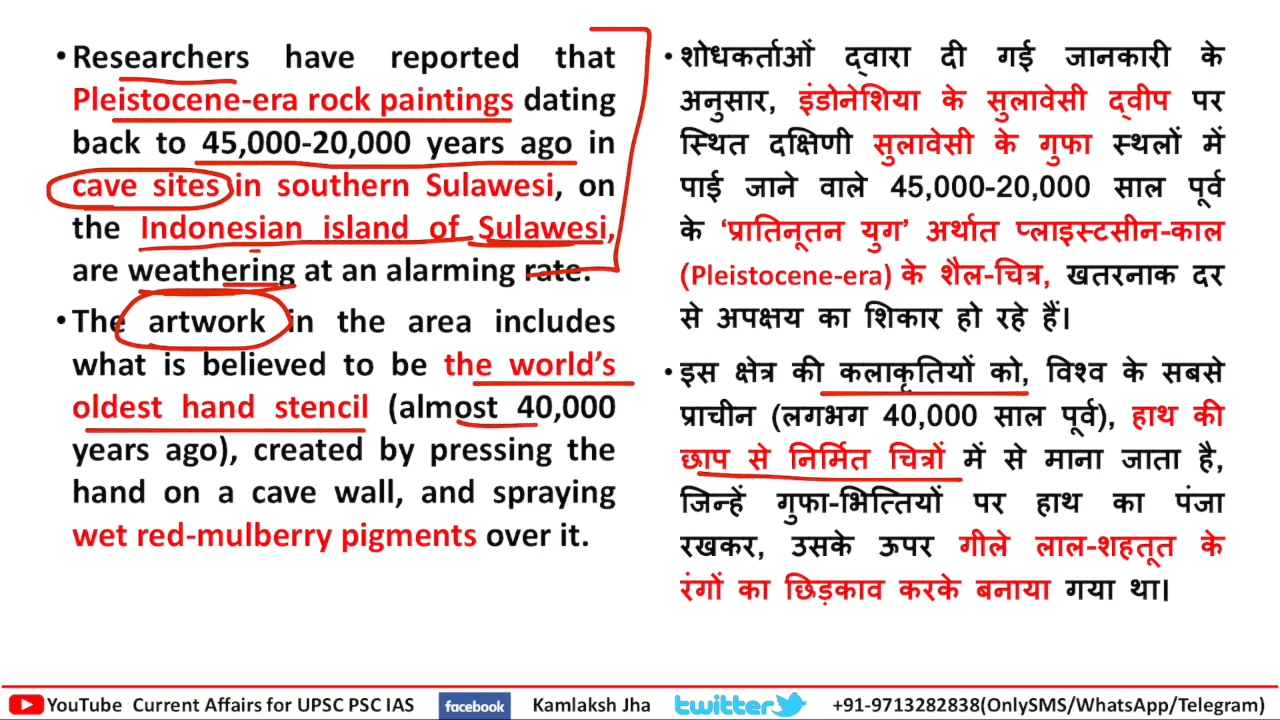 • Researchers have reported that
Pleistocene-era rock paintings dating
back to 45,000-20,000 years ago in
cave sites in southern Sulawesi, on
the Indonesian island of Sulawesi,
are weathering at an alarming rate.
• The artwork in the area includes
what is believed to be the world's
oldest hand stencil (almost 40,000
years ago), created by pressing the
hand on a cave wall, and spraying
wet red-mulberry pigments over it.
• शोधकर्ताओं द्वारा दी गई जानकारी के
अनुसार, इंडोनेशिया के सुलावेसी द्वीप पर
स्थित दक्षिणी सुलावेसी के गुफा स्थलों में
पाई जाने वाले 45,000-20,000 साल पूर्व
के ‘प्रातिनूतन युग’ अर्थात प्लाइस्टसीन-काल
(Pleistocene-era) के शैल-चित्र, खतरनाक दर
से अपक्षय का शिकार हो रहे हैं।
• इस क्षेत्र की कलाकृतियों को, विश्व के सबसे
प्राचीन (लगभग 40,000 साल पूर्व), हाथ की
छाप से निर्मित चित्रों में से माना जाता है,
जिन्हें गुफा-भित्तियों पर हाथ का पंजा
रखकर, उसके ऊपर गीले लाल-शहतूत के
रंगों का छिड़काव करके बनाया गया था।
YouTube Current Affairs for UPSC PSC IAS facebook Kamlaksh Jha twitter +91-9713282838(OnlySMS/WhatsApp/Telegram)